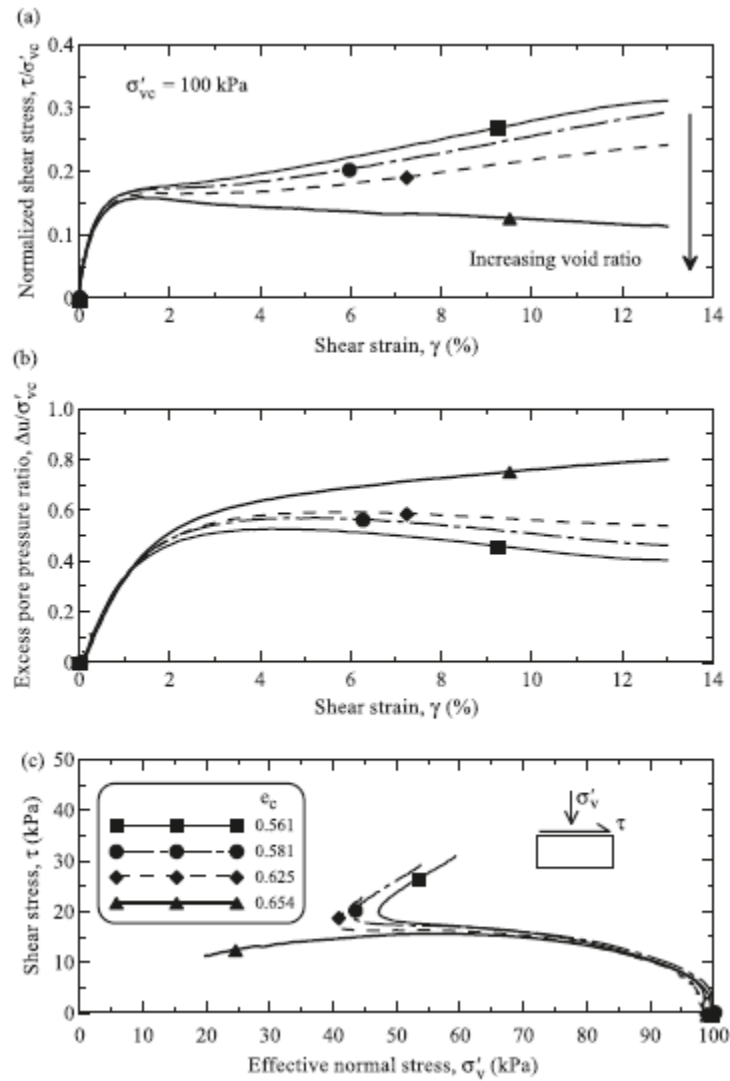 (a)
Normalized shear stress, τ/σ′vc
0.4
0.3
0.2
0.1
0
σ′vc = 100 kPa
Increasing void ratio
0 2 4 6 8 10 12 14
Shear strain, γ (%)
(b)
Excess pore pressure ratio, Δu/σ′vc
1.0
0.8
0.6
0.4
0.2
0
0 2 4 6 8 10 12 14
Shear strain, γ (%)
(c)
Shear stress, τ (kPa)
50
40
30
20
10
0
ec
0.561
0.581
0.625
0.654
σ′v
τ
0 10 20 30 40 50 60 70 80 90 100
Effective normal stress, σ′v (kPa)